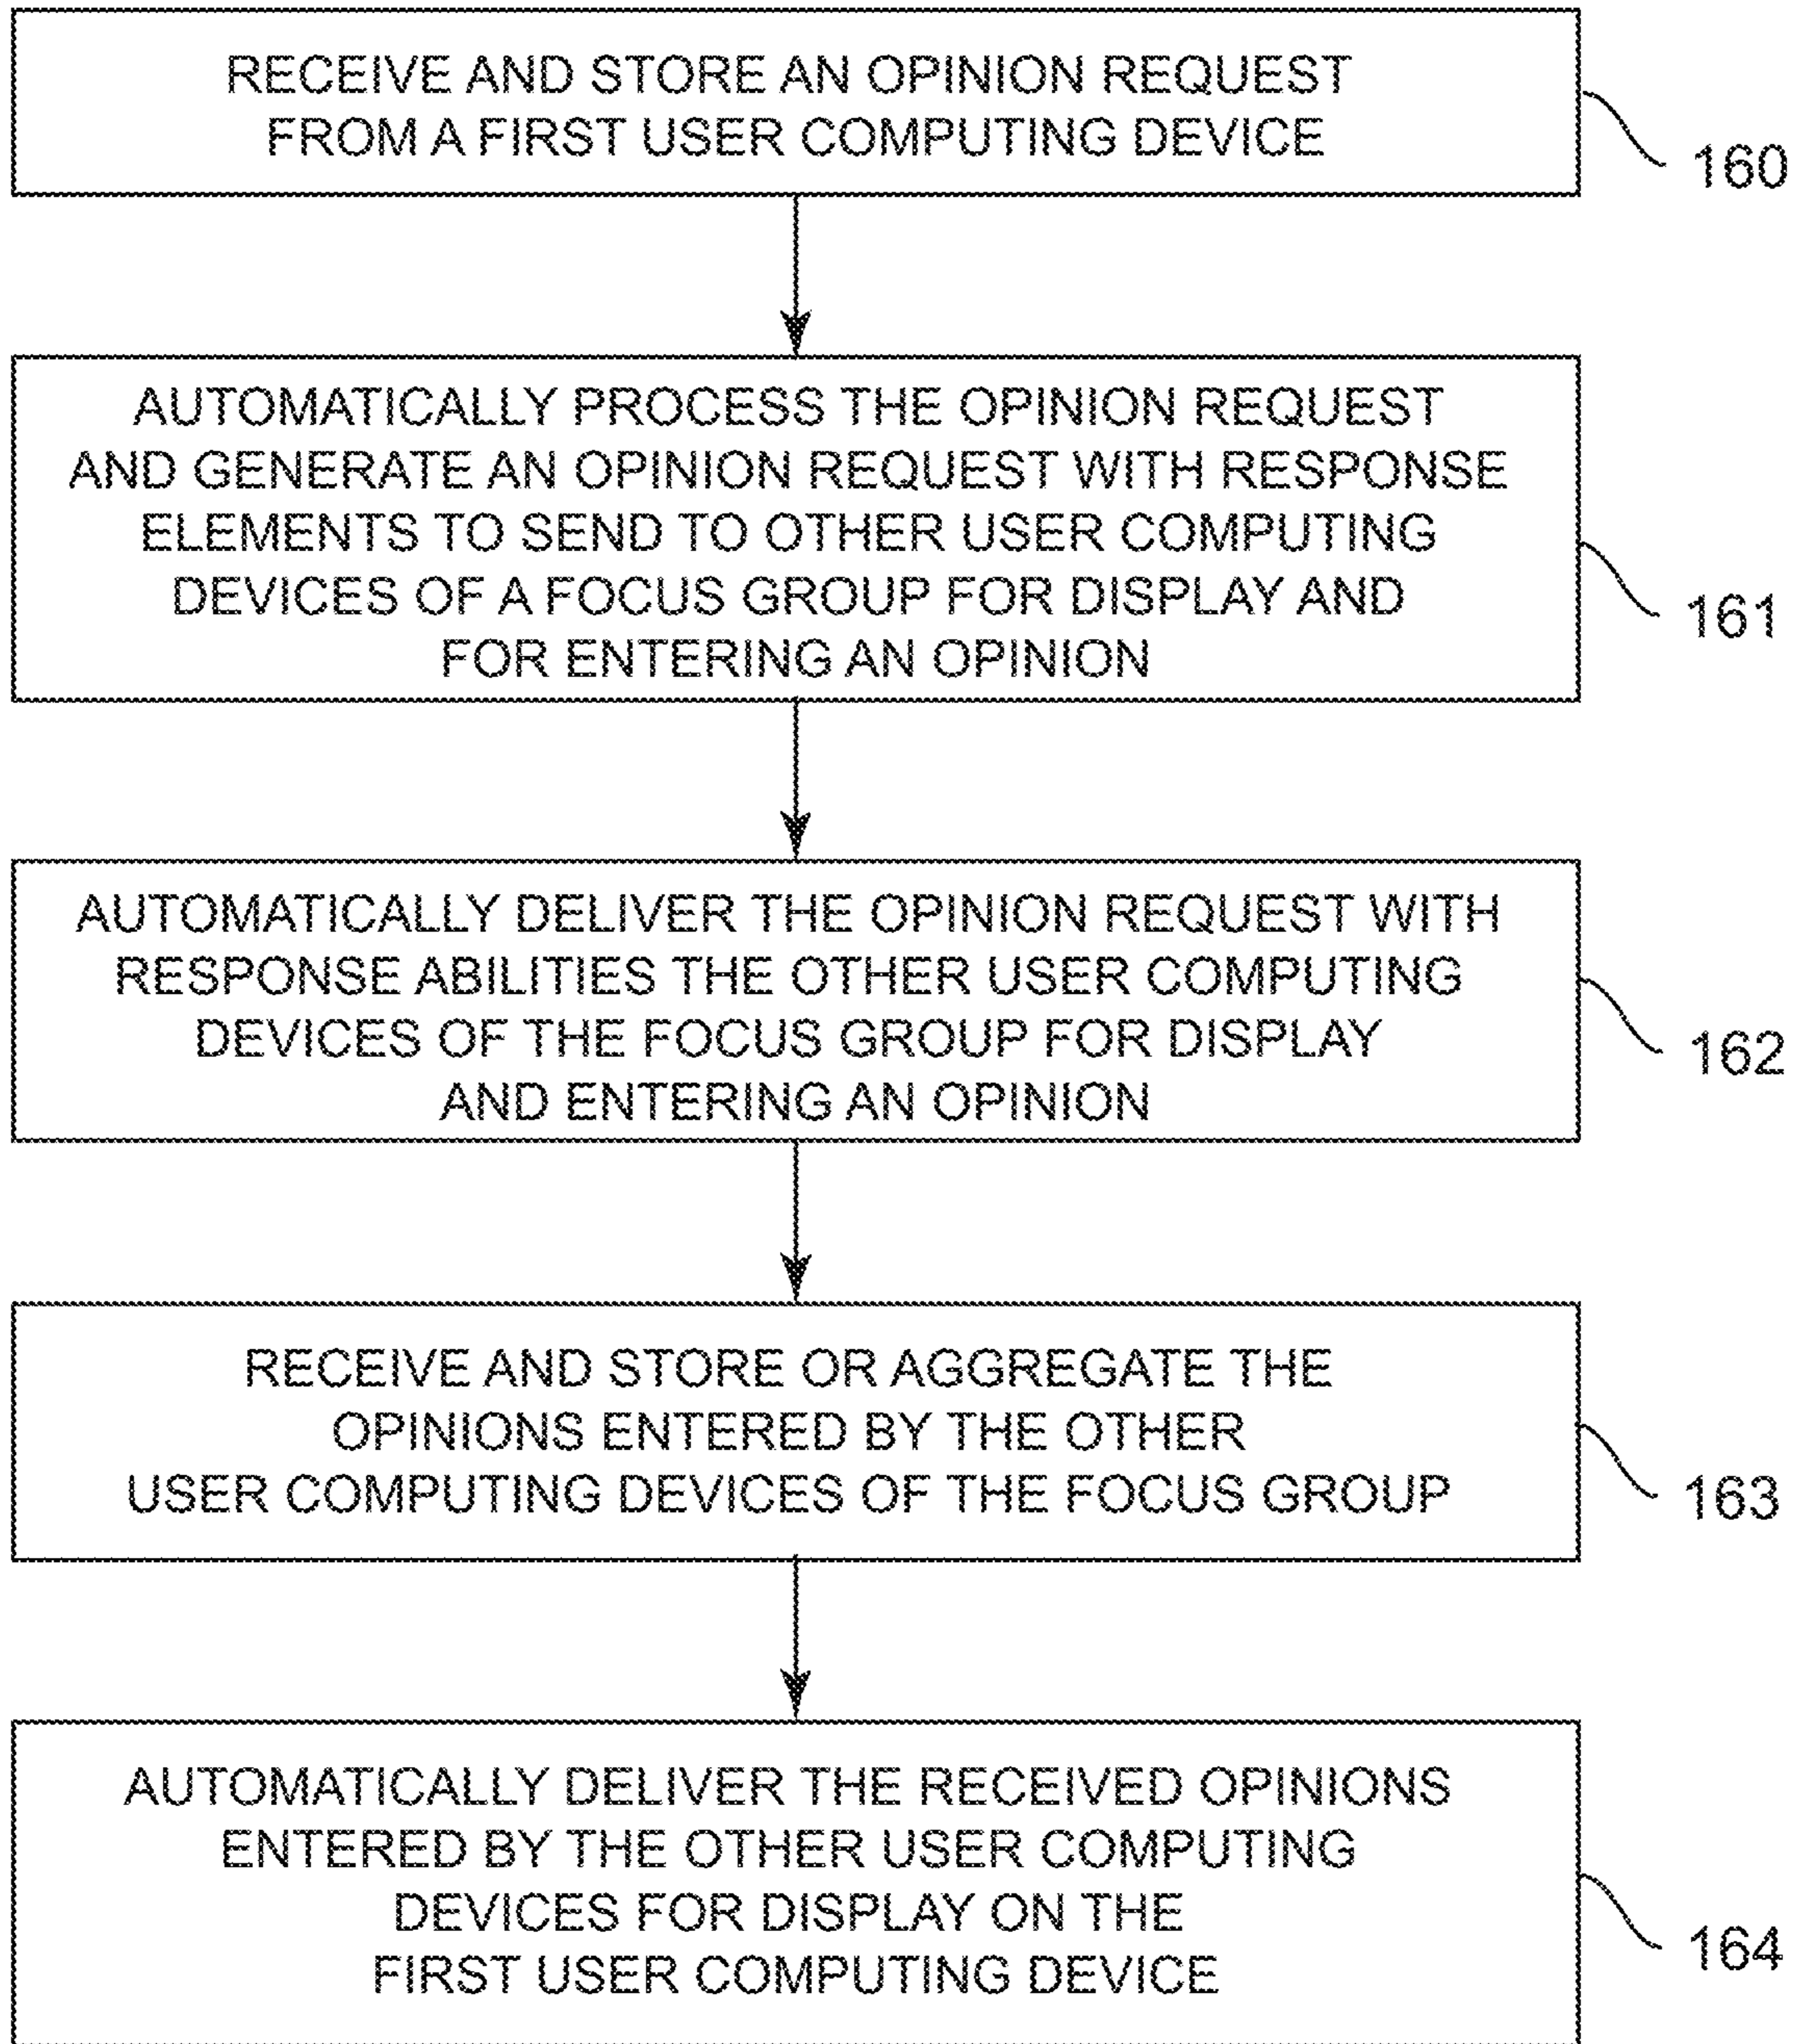 RECEIVE AND STORE AN OPINION REQUEST
FROM A FIRST USER COMPUTING DEVICE
160
AUTOMATICALLY PROCESS THE OPINION REQUEST
AND GENERATE AN OPINION REQUEST WITH RESPONSE
ELEMENTS TO SEND TO OTHER USER COMPUTING
DEVICES OF A FOCUS GROUP FOR DISPLAY AND
FOR ENTERING AN OPINION
161
AUTOMATICALLY DELIVER THE OPINION REQUEST WITH
RESPONSE ABILITIES THE OTHER USER COMPUTING
DEVICES OF THE FOCUS GROUP FOR DISPLAY
AND ENTERING AN OPINION
162
RECEIVE AND STORE OR AGGREGATE THE
OPINIONS ENTERED BY THE OTHER
USER COMPUTING DEVICES OF THE FOCUS GROUP
163
AUTOMATICALLY DELIVER THE RECEIVED OPINIONS
ENTERED BY THE OTHER USER COMPUTING
DEVICES FOR DISPLAY ON THE
FIRST USER COMPUTING DEVICE
164